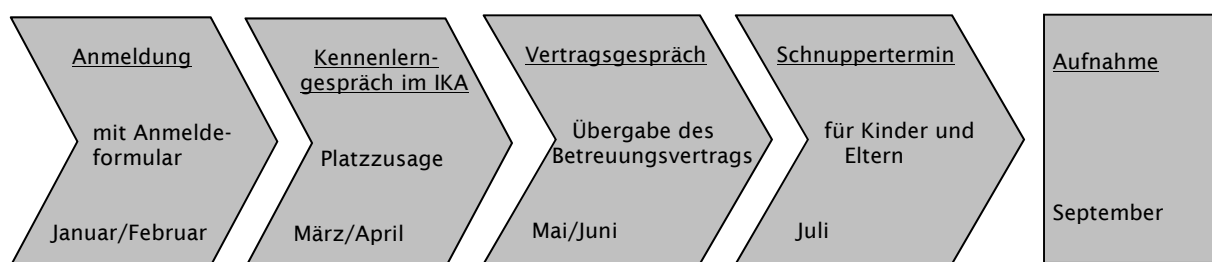 Anmeldung
mit Anmelde-
formular
Januar/Februar
Kennenlern-
gespräch im IKA
Platzzusage
März/April
Vertragsgespräch
Übergabe des
Betreuungsvertrags
Mai/Juni
Schnuppertermin
für Kinder und
Eltern
Juli
Aufnahme
September